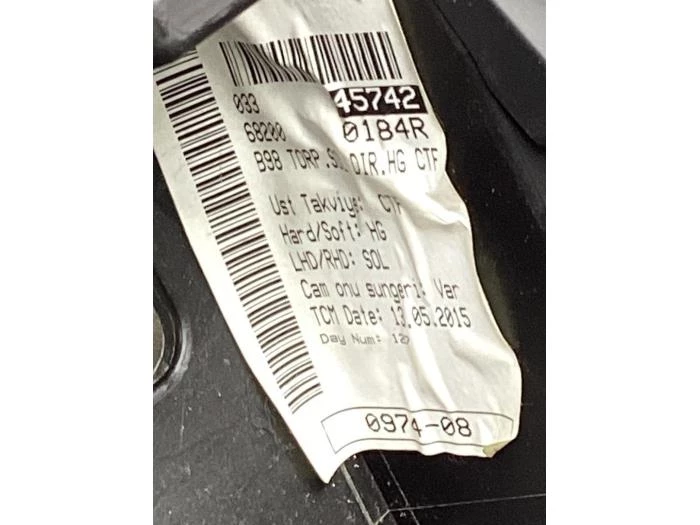 033 45742
68200 0184R
B98 TORP. DIR.HG CTF
Ust Takviye: CTF
Hard/Soft: HG
LHD/RHD: SOL
Cam onu sungeri: Var
TCM Date: 13.05.2015
Day Num:
0974-08